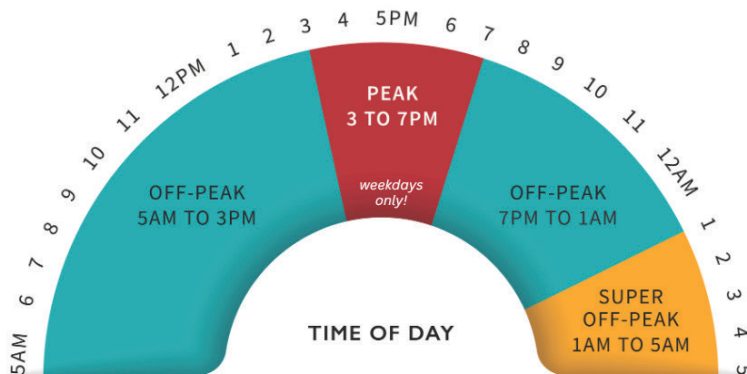 5AM
6
7
8
9
10
11
12PM
1
2
3
4
5PM
6
7
8
9
10
11
12AM
1
2
3
4
5
OFF-PEAK
5AM TO 3PM
PEAK
3 TO 7PM
weekdays
only!
OFF-PEAK
7PM TO 1AM
SUPER
OFF-PEAK
1AM TO 5AM
TIME OF DAY